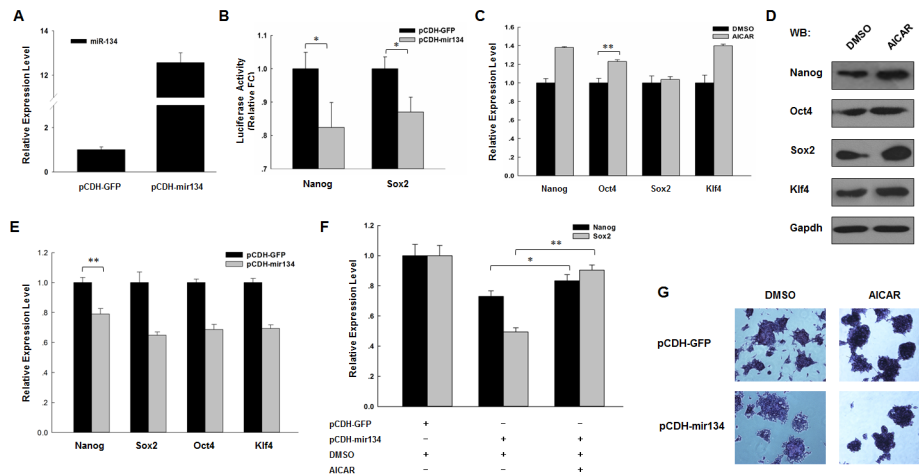 A
Relative Expression Level
14
12
2
0
miR-134
pCDH-GFP
pCDH-mir134
B
Luciferase Activity
(Relative FC)
1.1
1.0
.9
.8
.7
pCDH-GFP
pCDH-mir134
*
*
Nanog
Sox2
C
Relative Expression Level
1.6
1.4
1.2
1.0
.8
.6
.4
.2
0.0
DMSO
AICAR
**
Nanog
Oct4
Sox2
Klf4
D
WB:
DMSO
AICAR
Nanog
Oct4
Sox2
Klf4
Gapdh
E
Relative Expression Level
1.2
1.0
.8
.6
.4
.2
0.0
pCDH-GFP
pCDH-mir134
**
Nanog
Sox2
Oct4
Klf4
F
Relative Expression Level
1.2
1.0
.8
.6
.4
.2
0.0
Nanog
Sox2
**
*
pCDH-GFP + – –
pCDH-mir134 – + +
DMSO + + +
AICAR – – +
G
DMSO
AICAR
pCDH-GFP
pCDH-mir134